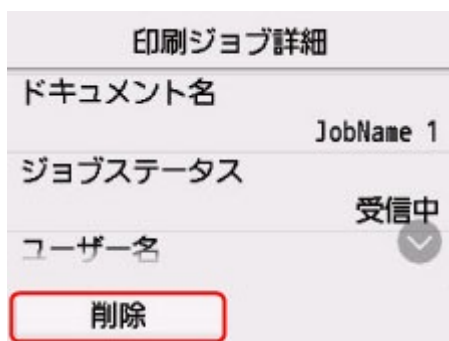 印刷ジョブ詳細
ドキュメント名
JobName 1
ジョブステータス
受信中
ユーザー名
削除